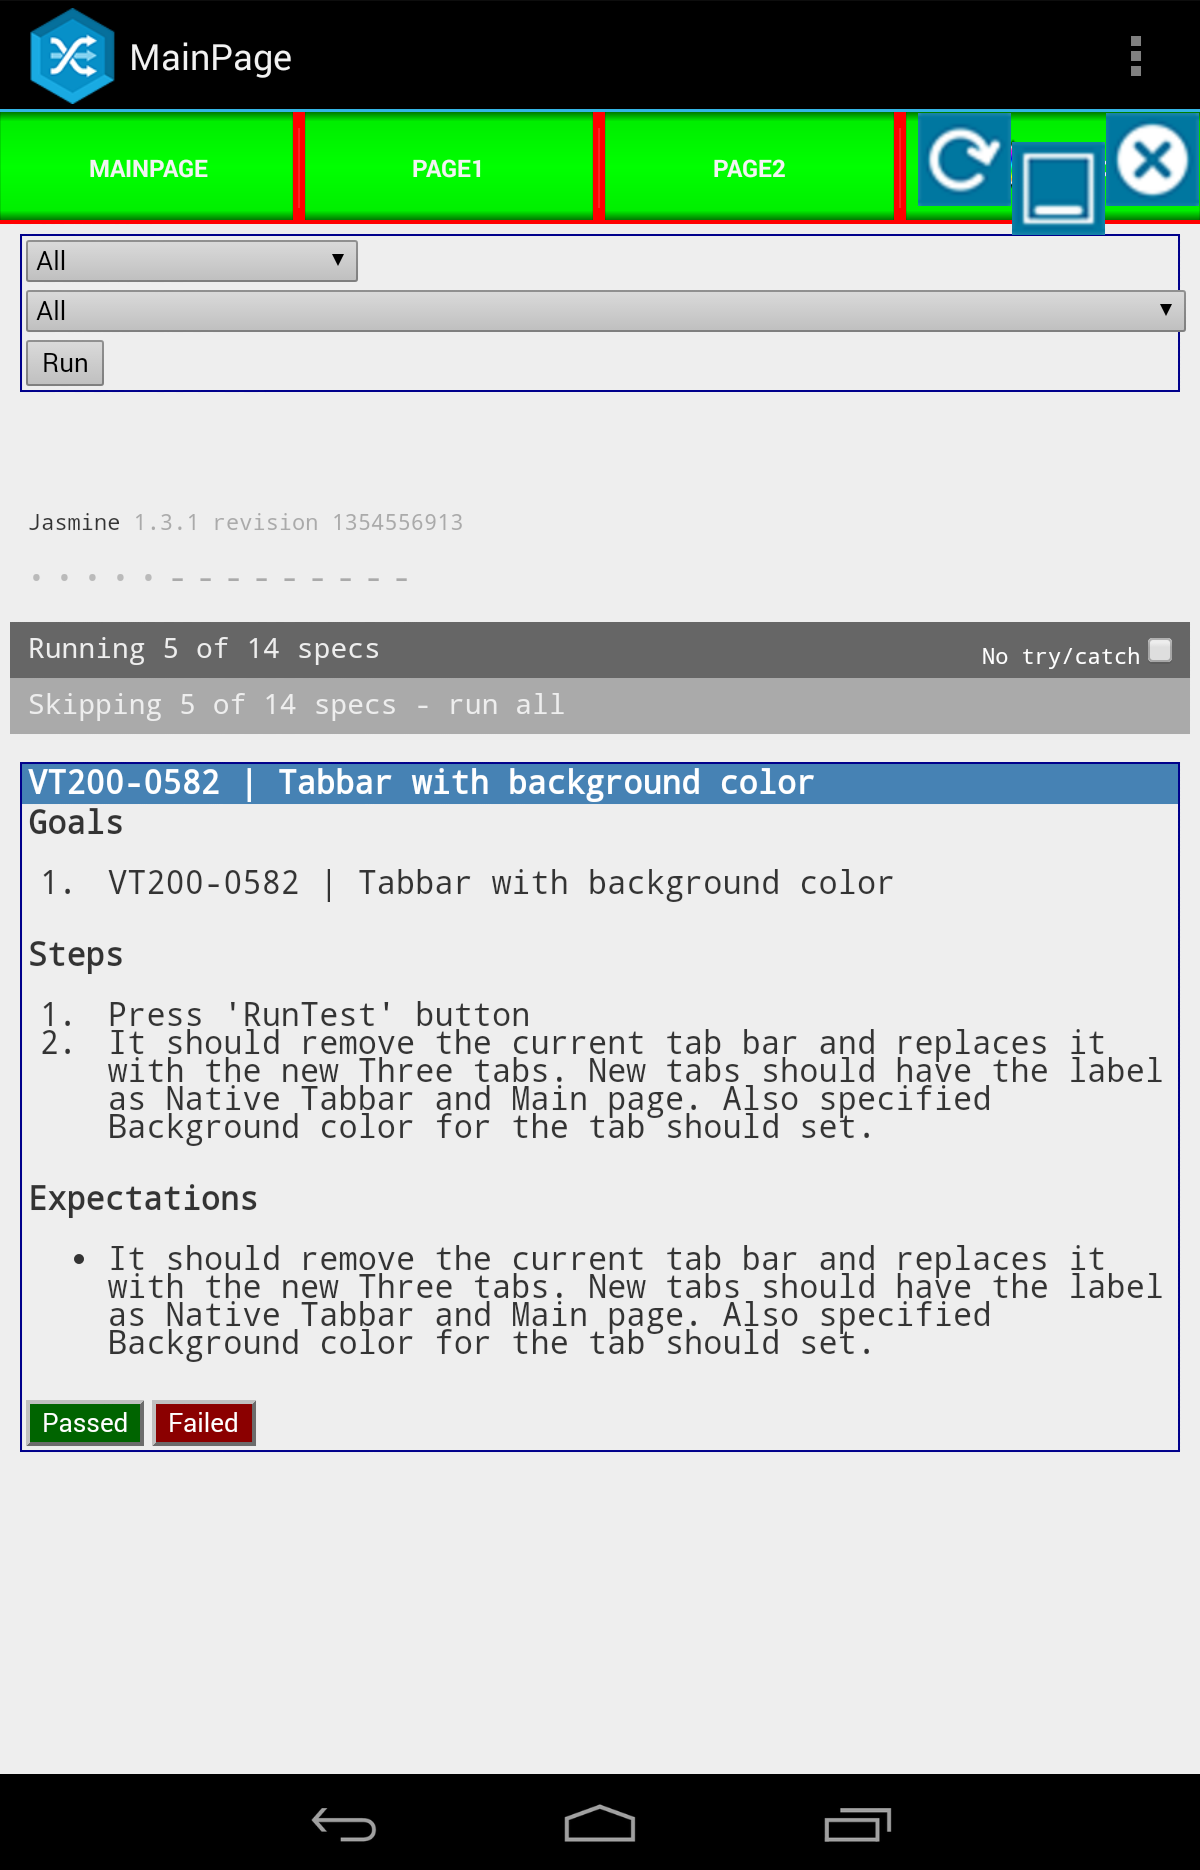 MainPage
MAINPAGE PAGE1 PAGE2
All
All
Run
Jasmine 1.3.1 revision 1354556913
Running 5 of 14 specs No try/catch
Skipping 5 of 14 specs - run all
VT200-0582 | Tabbar with background color
Goals
1. VT200-0582 | Tabbar with background color
Steps
1. Press 'RunTest' button
2. It should remove the current tab bar and replaces it
with the new Three tabs. New tabs should have the label
as Native Tabbar and Main page. Also specified
Background color for the tab should set.
Expectations
• It should remove the current tab bar and replaces it
with the new Three tabs. New tabs should have the label
as Native Tabbar and Main page. Also specified
Background color for the tab should set.
Passed Failed